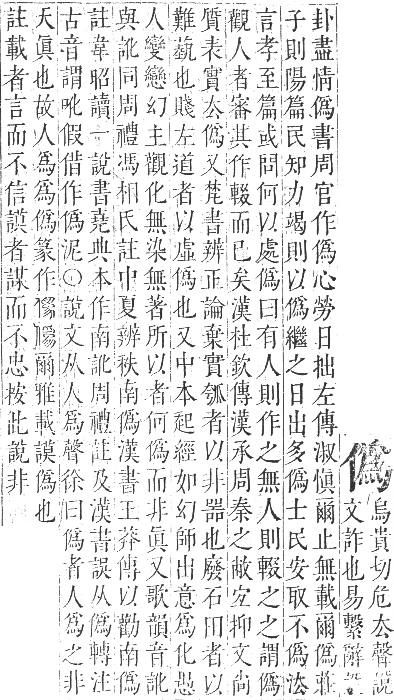 僞烏貴切危去聲說
文詐也易繫辭
卦盡情僞書周官作僞心勞日拙左傳淑愼爾止無載爾僞莊
子則陽篇民知力竭則以僞繼之日出多僞士民安取不僞法
言孝至篇或問何以處僞曰有人則作之無人則輟之之謂僞
觀人者審其作輟而已矣漢杜欽傳漢承周秦之敝宜抑文尚
質表實去僞又楚書辨正論棄實瓠者以非器也廢石田者以
難蓺也賤左道者以虛僞也又中本起經如幻師出意爲化愚
人變戀幻主觀化無染無著所以者何僞而非眞又歌韻音訛
與訛同周禮馮相氏註中夏辨秩南僞漢書王莽傳以勸南僞
註韋昭讀一說書堯典本作南訛周禮註及漢書誤从僞轉注
古音謂吪假借作僞泥〇說文从人爲聲徐曰僞者人爲之非
天眞也故人爲爲僞篆作爾雅載謨僞也
註載者言而不信謨者謀而不忠按此說非